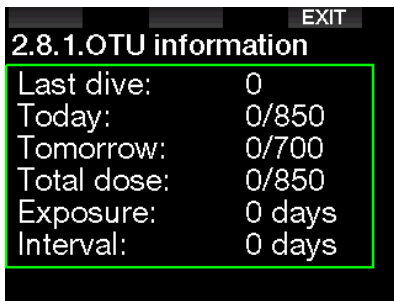 EXIT
2.8.1.OTU information
Last dive: 0
Today: 0/850
Tomorrow: 0/700
Total dose: 0/850
Exposure: 0 days
Interval: 0 days